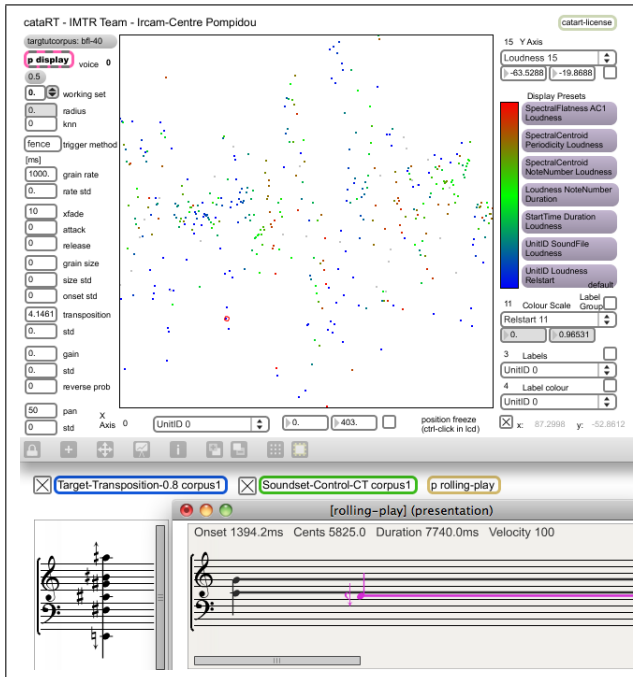 cataRT - IMTR Team - Ircam-Centre Pompidou
cataart-license
targtutcorpus: bfi-40
p display
voice 0
0.5
0. working set
0. radius
0 knn
fence trigger method
[ms]
1000. grain rate
0. rate std
10 xfade
0 attack
0 release
0 grain size
0 size std
0 onset std
4.1461 transposition
0. std
0. gain
0. std
0 reverse prob
50 pan
0 std
X Axis 0 UnitID 0
0. 403.
position freeze
(ctrl-click in lcd)
15 Y Axis
Loudness 15
-63.5288 -19.8688
Display Presets
SpectralFlatness AC1
Loudness
SpectralCentroid
Periodicity Loudness
SpectralCentroid
NoteNumber Loudness
Loudness NoteNumber
Duration
StartTime Duration
Loudness
UnitID SoundFile
Loudness
UnitID Loudness
Relstart
default
11 Colour Scale
Label Group
Relstart 11
0. 0.96531
3 Labels
UnitID 0
4 Label colour
UnitID 0
x: 87.2998 y: -52.8612
Target-Transposition-0.8 corpus1
Soundset-Control-CT corpus1
p rolling-play
[rolling-play] (presentation)
Onset 1394.2ms Cents 5825.0 Duration 7740.0ms Velocity 100